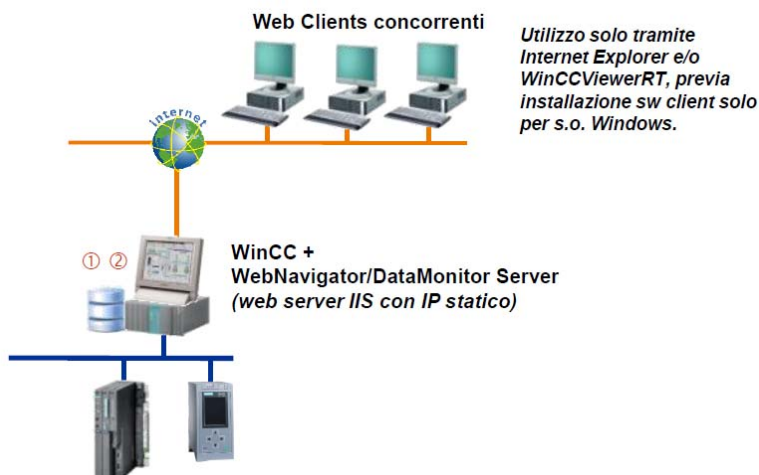 Web Clients concorrenti
Utilizzo solo tramite
Internet Explorer e/o
WinCCViewerRT, previa
installazione sw client solo
per s.o. Windows.
internet
① ②
WinCC +
WebNavigator/DataMonitor Server
(web server IIS con IP statico)